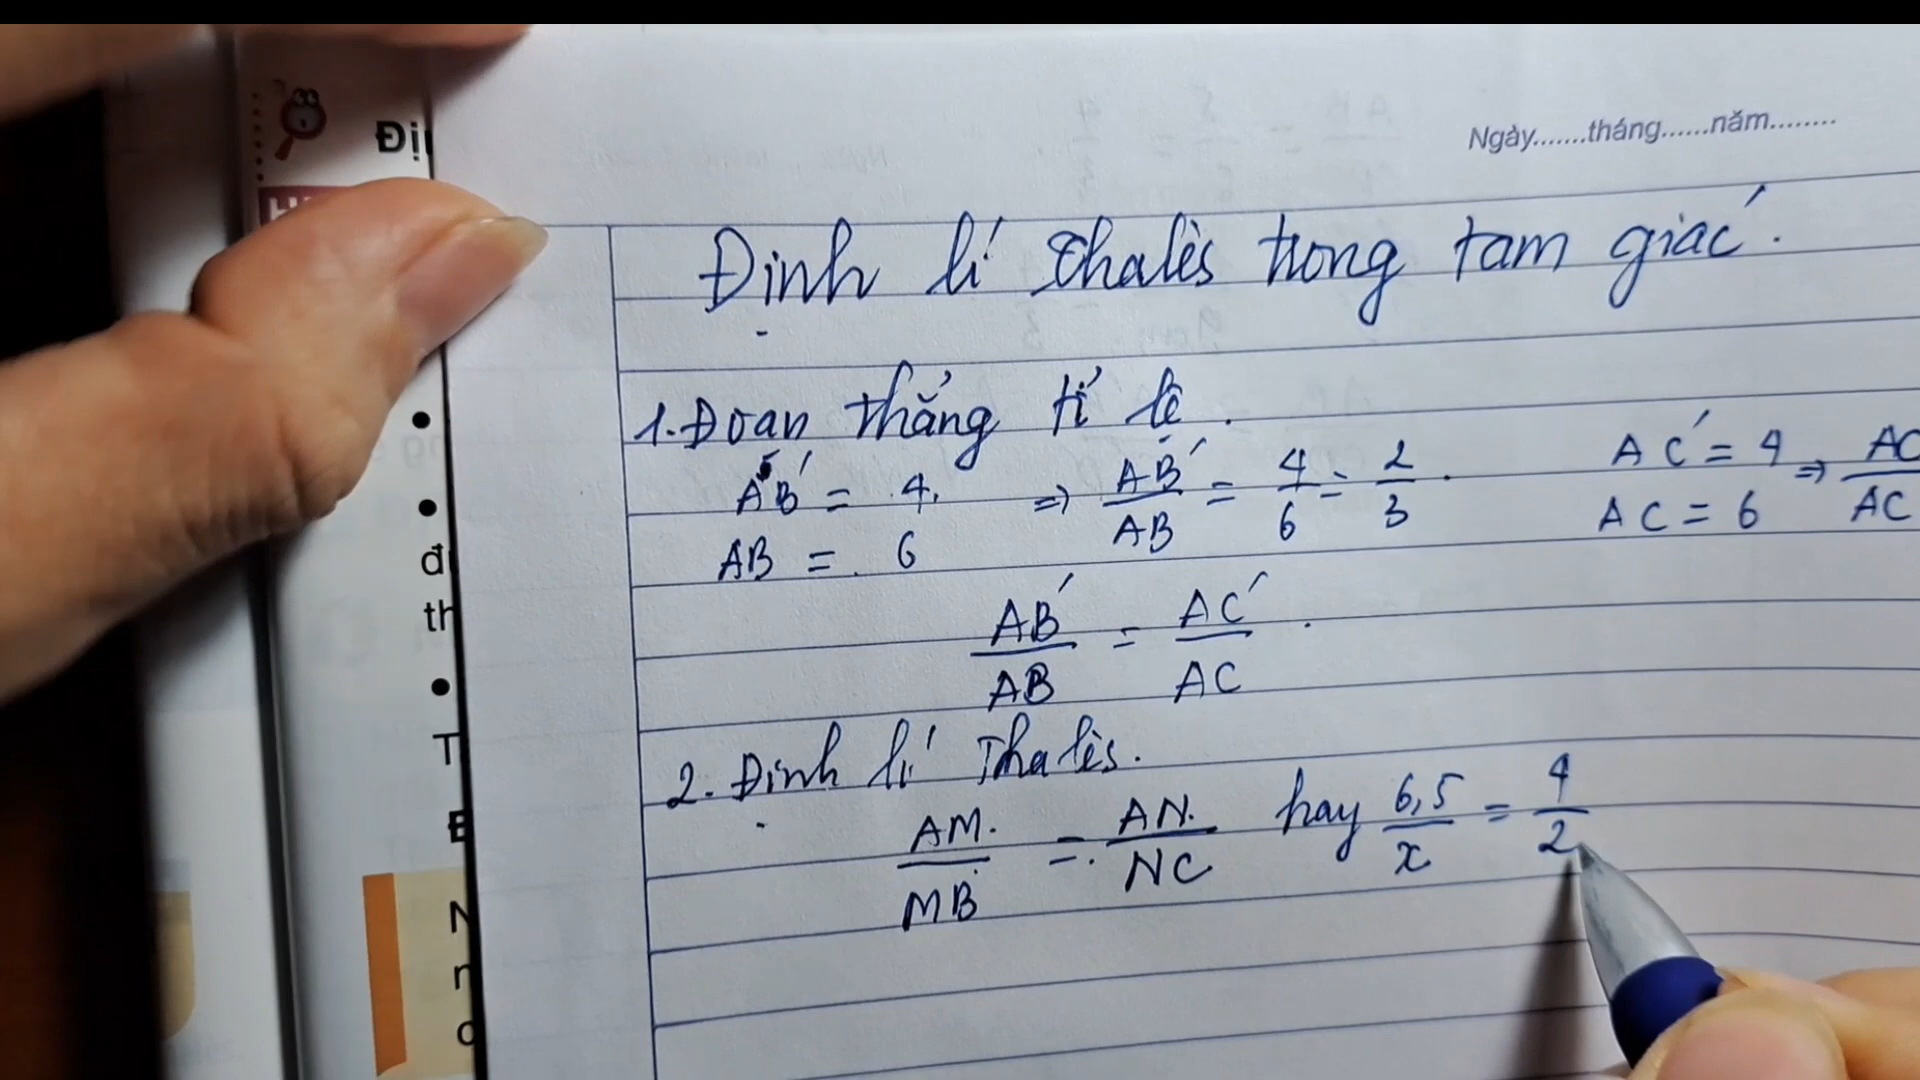 Địn
Ngày.......tháng......năm........
Định lí Thalès trong tam giác.
1. Đoạn thẳng tỉ lệ.
AB' = 4. => AB'/AB = 4/6 = 2/3. AC' = 4 => AC
AB = 6 AC = 6 AC
AB'/AB = AC'/AC.
2. Định lí Thalès.
AM/MB = AN/NC hay 6,5/x = 4/2
đ
th
T
N
n